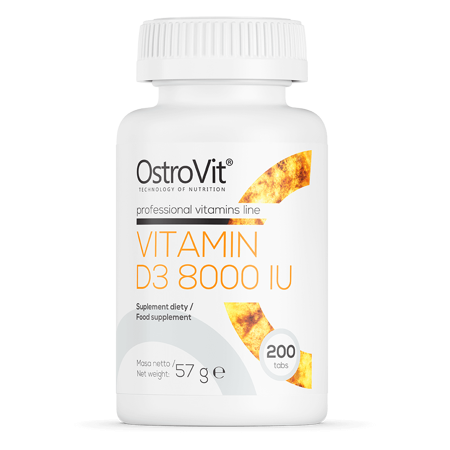 OstroVit®
TECHNOLOGY OF NUTRITION
professional vitamins line
VITAMIN
D3 8000 IU
Suplement diety /
Food supplement
200
tabs
Masa netto /
Net weight: 57 g ℮